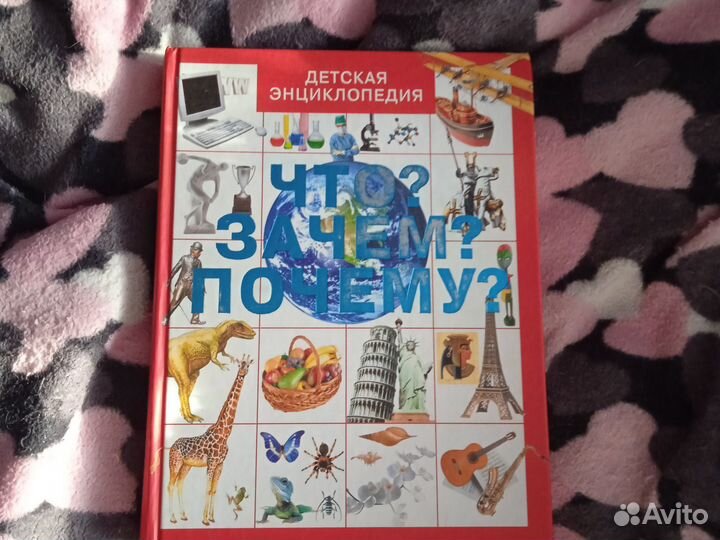 ДЕТСКАЯ
ЭНЦИКЛОПЕДИЯ
W
ЧТО?
ЗАЧЕМ?
ПОЧЕМУ?
Avito